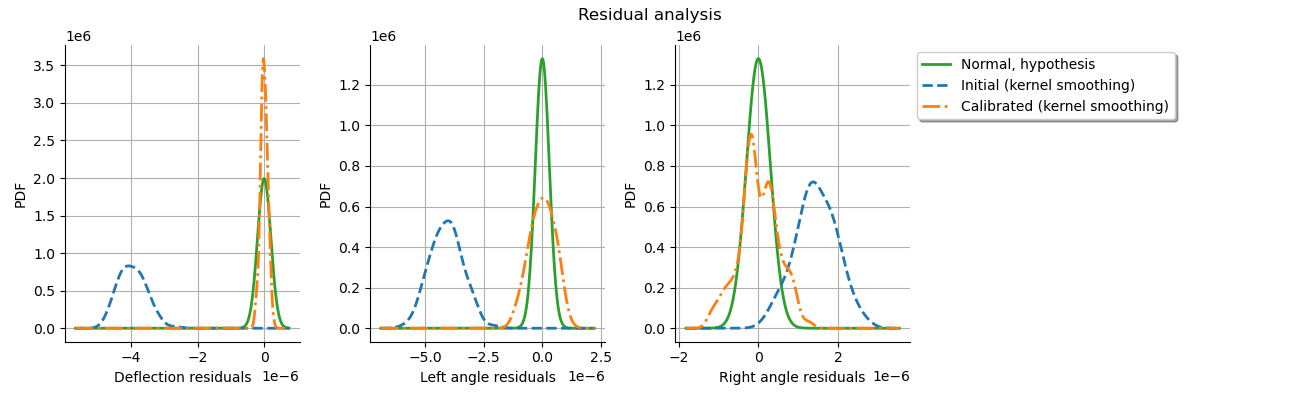 Residual analysis
1e6
3.5
3.0
2.5
2.0
1.5
1.0
0.5
0.0
PDF
−4 −2 0
Deflection residuals 1e−6
1e6
1.2
1.0
0.8
0.6
0.4
0.2
0.0
PDF
−5.0 −2.5 0.0 2.5
Left angle residuals 1e−6
1e6
1.2
1.0
0.8
0.6
0.4
0.2
0.0
PDF
−2 0 2
Right angle residuals 1e−6
Normal, hypothesis
Initial (kernel smoothing)
Calibrated (kernel smoothing)